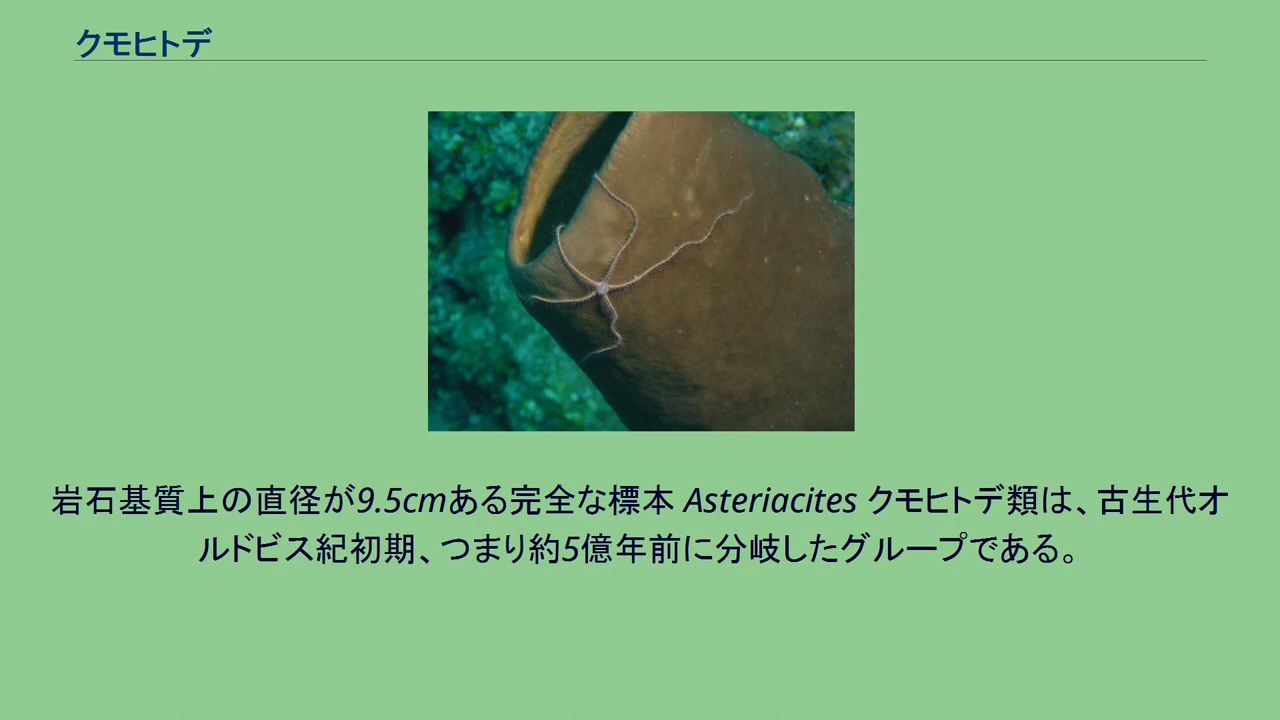 クモヒトデ
岩石基質上の直径が9.5cmある完全な標本 Asteriacites クモヒトデ類は、古生代オ
ルドビス紀初期、つまり約5億年前に分岐したグループである。